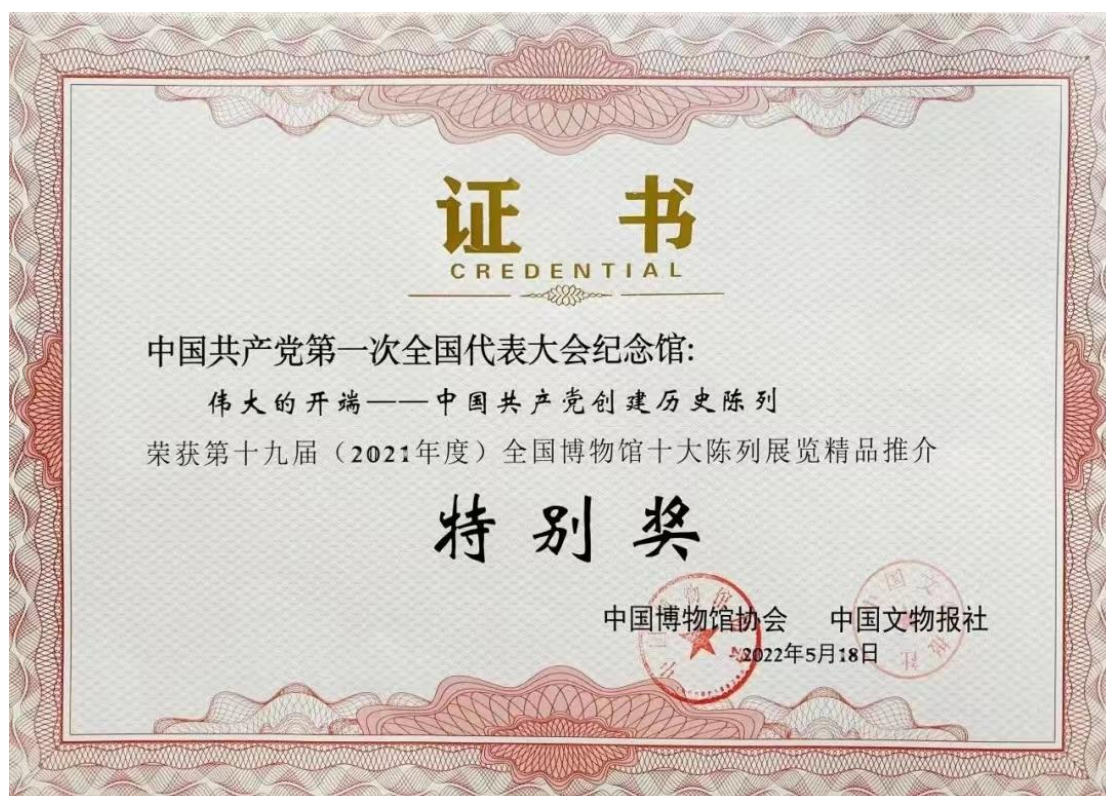 证 书
CREDENTIAL
中国共产党第一次全国代表大会纪念馆:
伟大的开端——中国共产党创建历史陈列
荣获第十九届（2021年度）全国博物馆十大陈列展览精品推介
特别奖
中国博物馆协会 中国文物报社
2022年5月18日